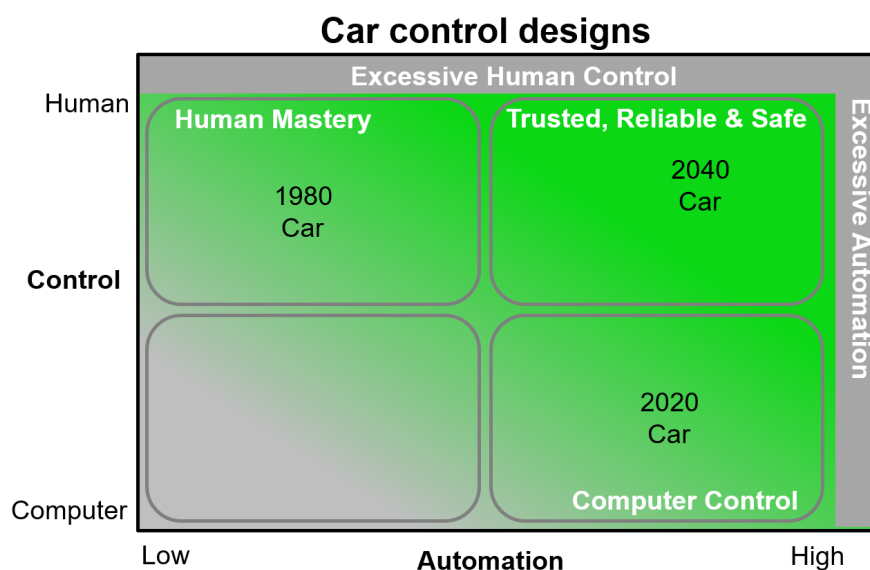 Car control designs
Excessive Human Control
Human
Human Mastery
Trusted, Reliable & Safe
1980
Car
2040
Car
Excessive Automation
Control
2020
Car
Computer Control
Computer
Low
Automation
High